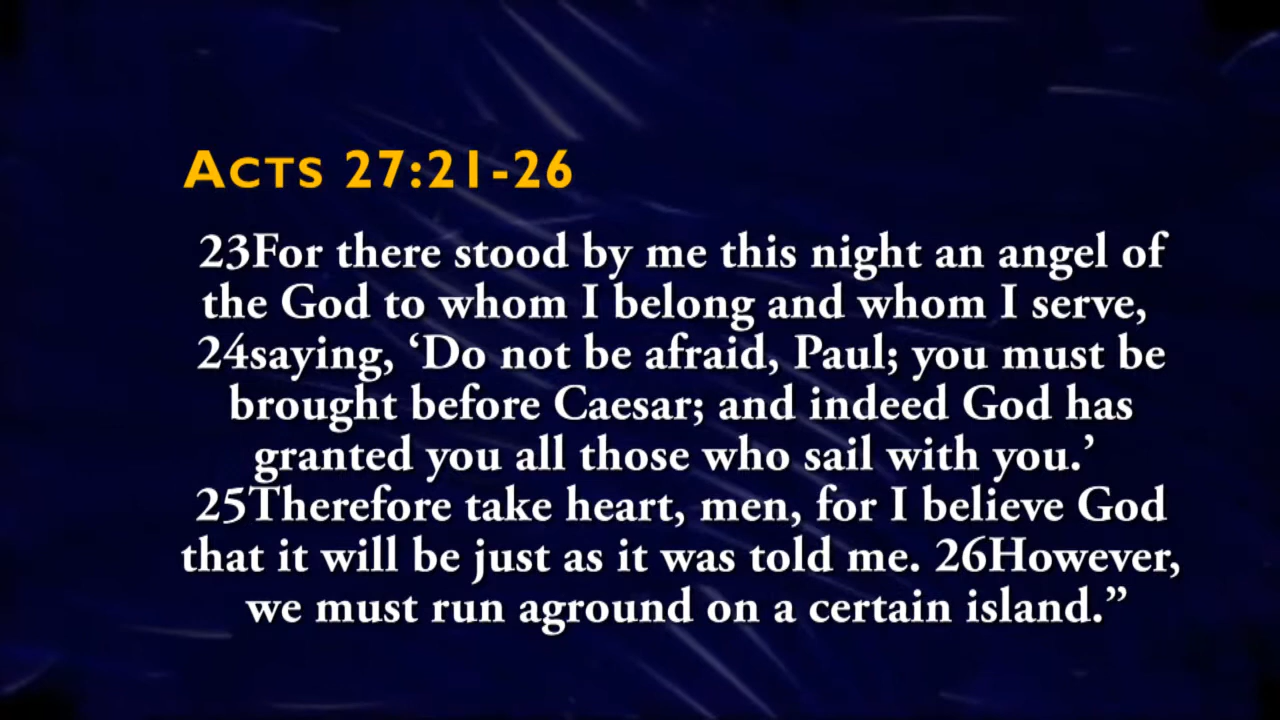 ACTS 27:21-26
23For there stood by me this night an angel of
the God to whom I belong and whom I serve,
24saying, ‘Do not be afraid, Paul; you must be
brought before Caesar; and indeed God has
granted you all those who sail with you.’
25Therefore take heart, men, for I believe God
that it will be just as it was told me. 26However,
we must run aground on a certain island.”